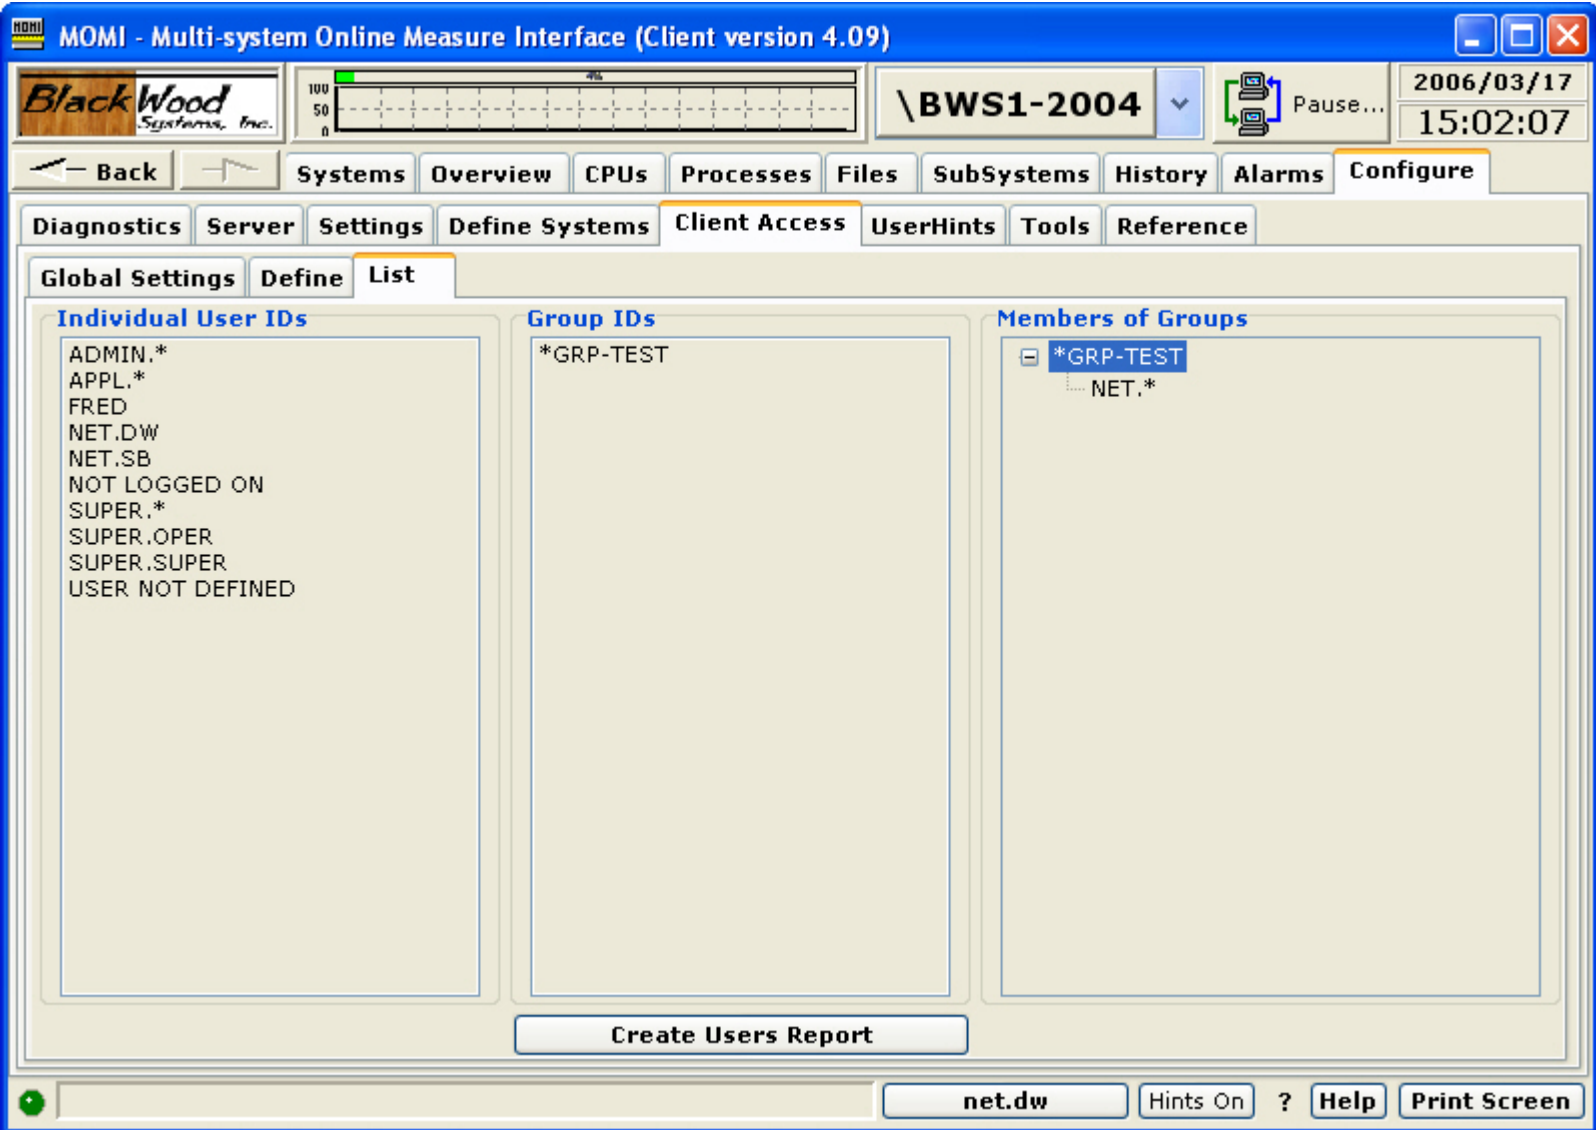 MOMI
MOMI - Multi-system Online Measure Interface (Client version 4.09)
BlackWood
Systems, Inc.
4%
100
50
0
\BWS1-2004
Pause...
2006/03/17
15:02:07
Back
Systems Overview CPUs Processes Files SubSystems History Alarms Configure
Diagnostics Server Settings Define Systems Client Access UserHints Tools Reference
Global Settings Define List
Individual User IDs
ADMIN.*
APPL.*
FRED
NET.DW
NET.SB
NOT LOGGED ON
SUPER.*
SUPER.OPER
SUPER.SUPER
USER NOT DEFINED
Group IDs
*GRP-TEST
Members of Groups
*GRP-TEST
NET.*
Create Users Report
net.dw Hints On ? Help Print Screen